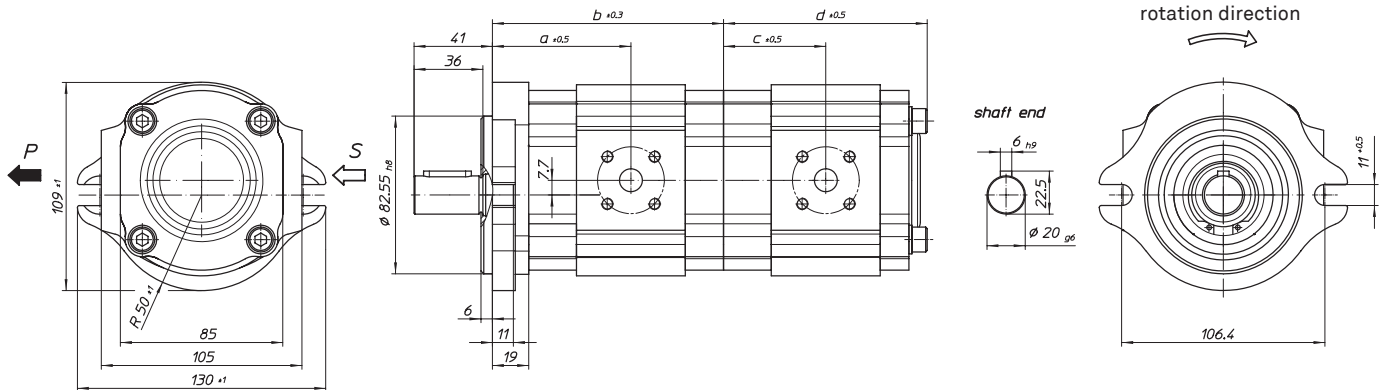 P
S
109 ±1
R 50 ±1
85
105
130 ±1
b ±0.3
d ±0.5
41
a ±0.5
c ±0.5
36
ϕ 82.55 h8
7.7
6
11
19
shaft end
6 h9
22.5
ϕ 20 g6
rotation direction
11 +0.5
106.4